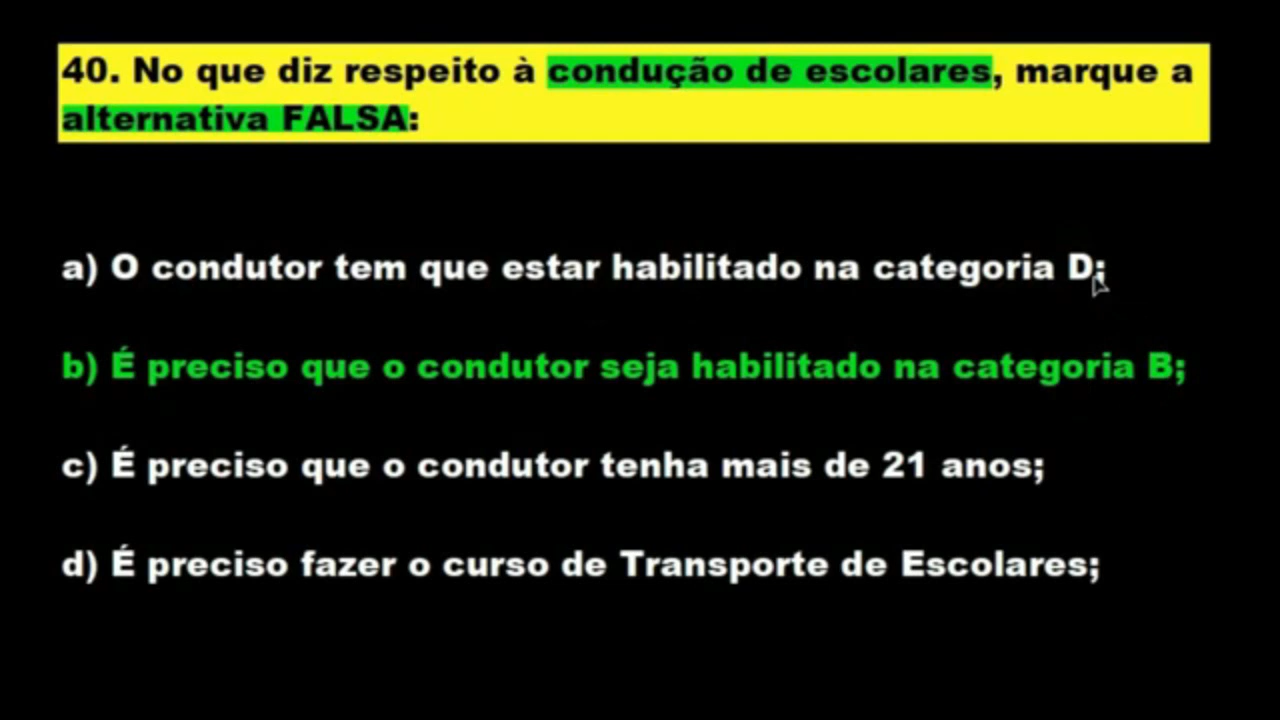 40. No que diz respeito à condução de escolares, marque a
alternativa FALSA:
a) O condutor tem que estar habilitado na categoria D;
b) É preciso que o condutor seja habilitado na categoria B;
c) É preciso que o condutor tenha mais de 21 anos;
d) É preciso fazer o curso de Transporte de Escolares;